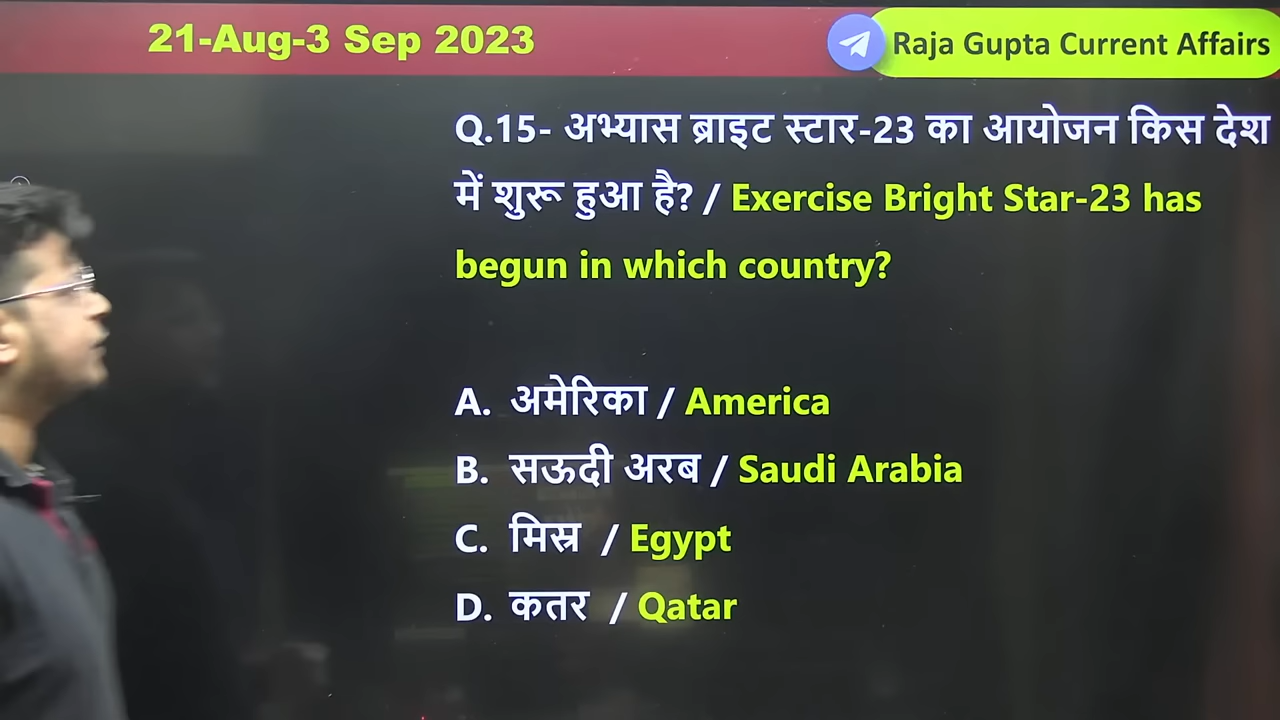 21-Aug-3 Sep 2023
Raja Gupta Current Affairs
Q.15- अभ्यास ब्राइट स्टार-23 का आयोजन किस देश
में शुरू हुआ है? / Exercise Bright Star-23 has
begun in which country?
A. अमेरिका / America
B. सऊदी अरब / Saudi Arabia
C. मिस्र / Egypt
D. कतर / Qatar